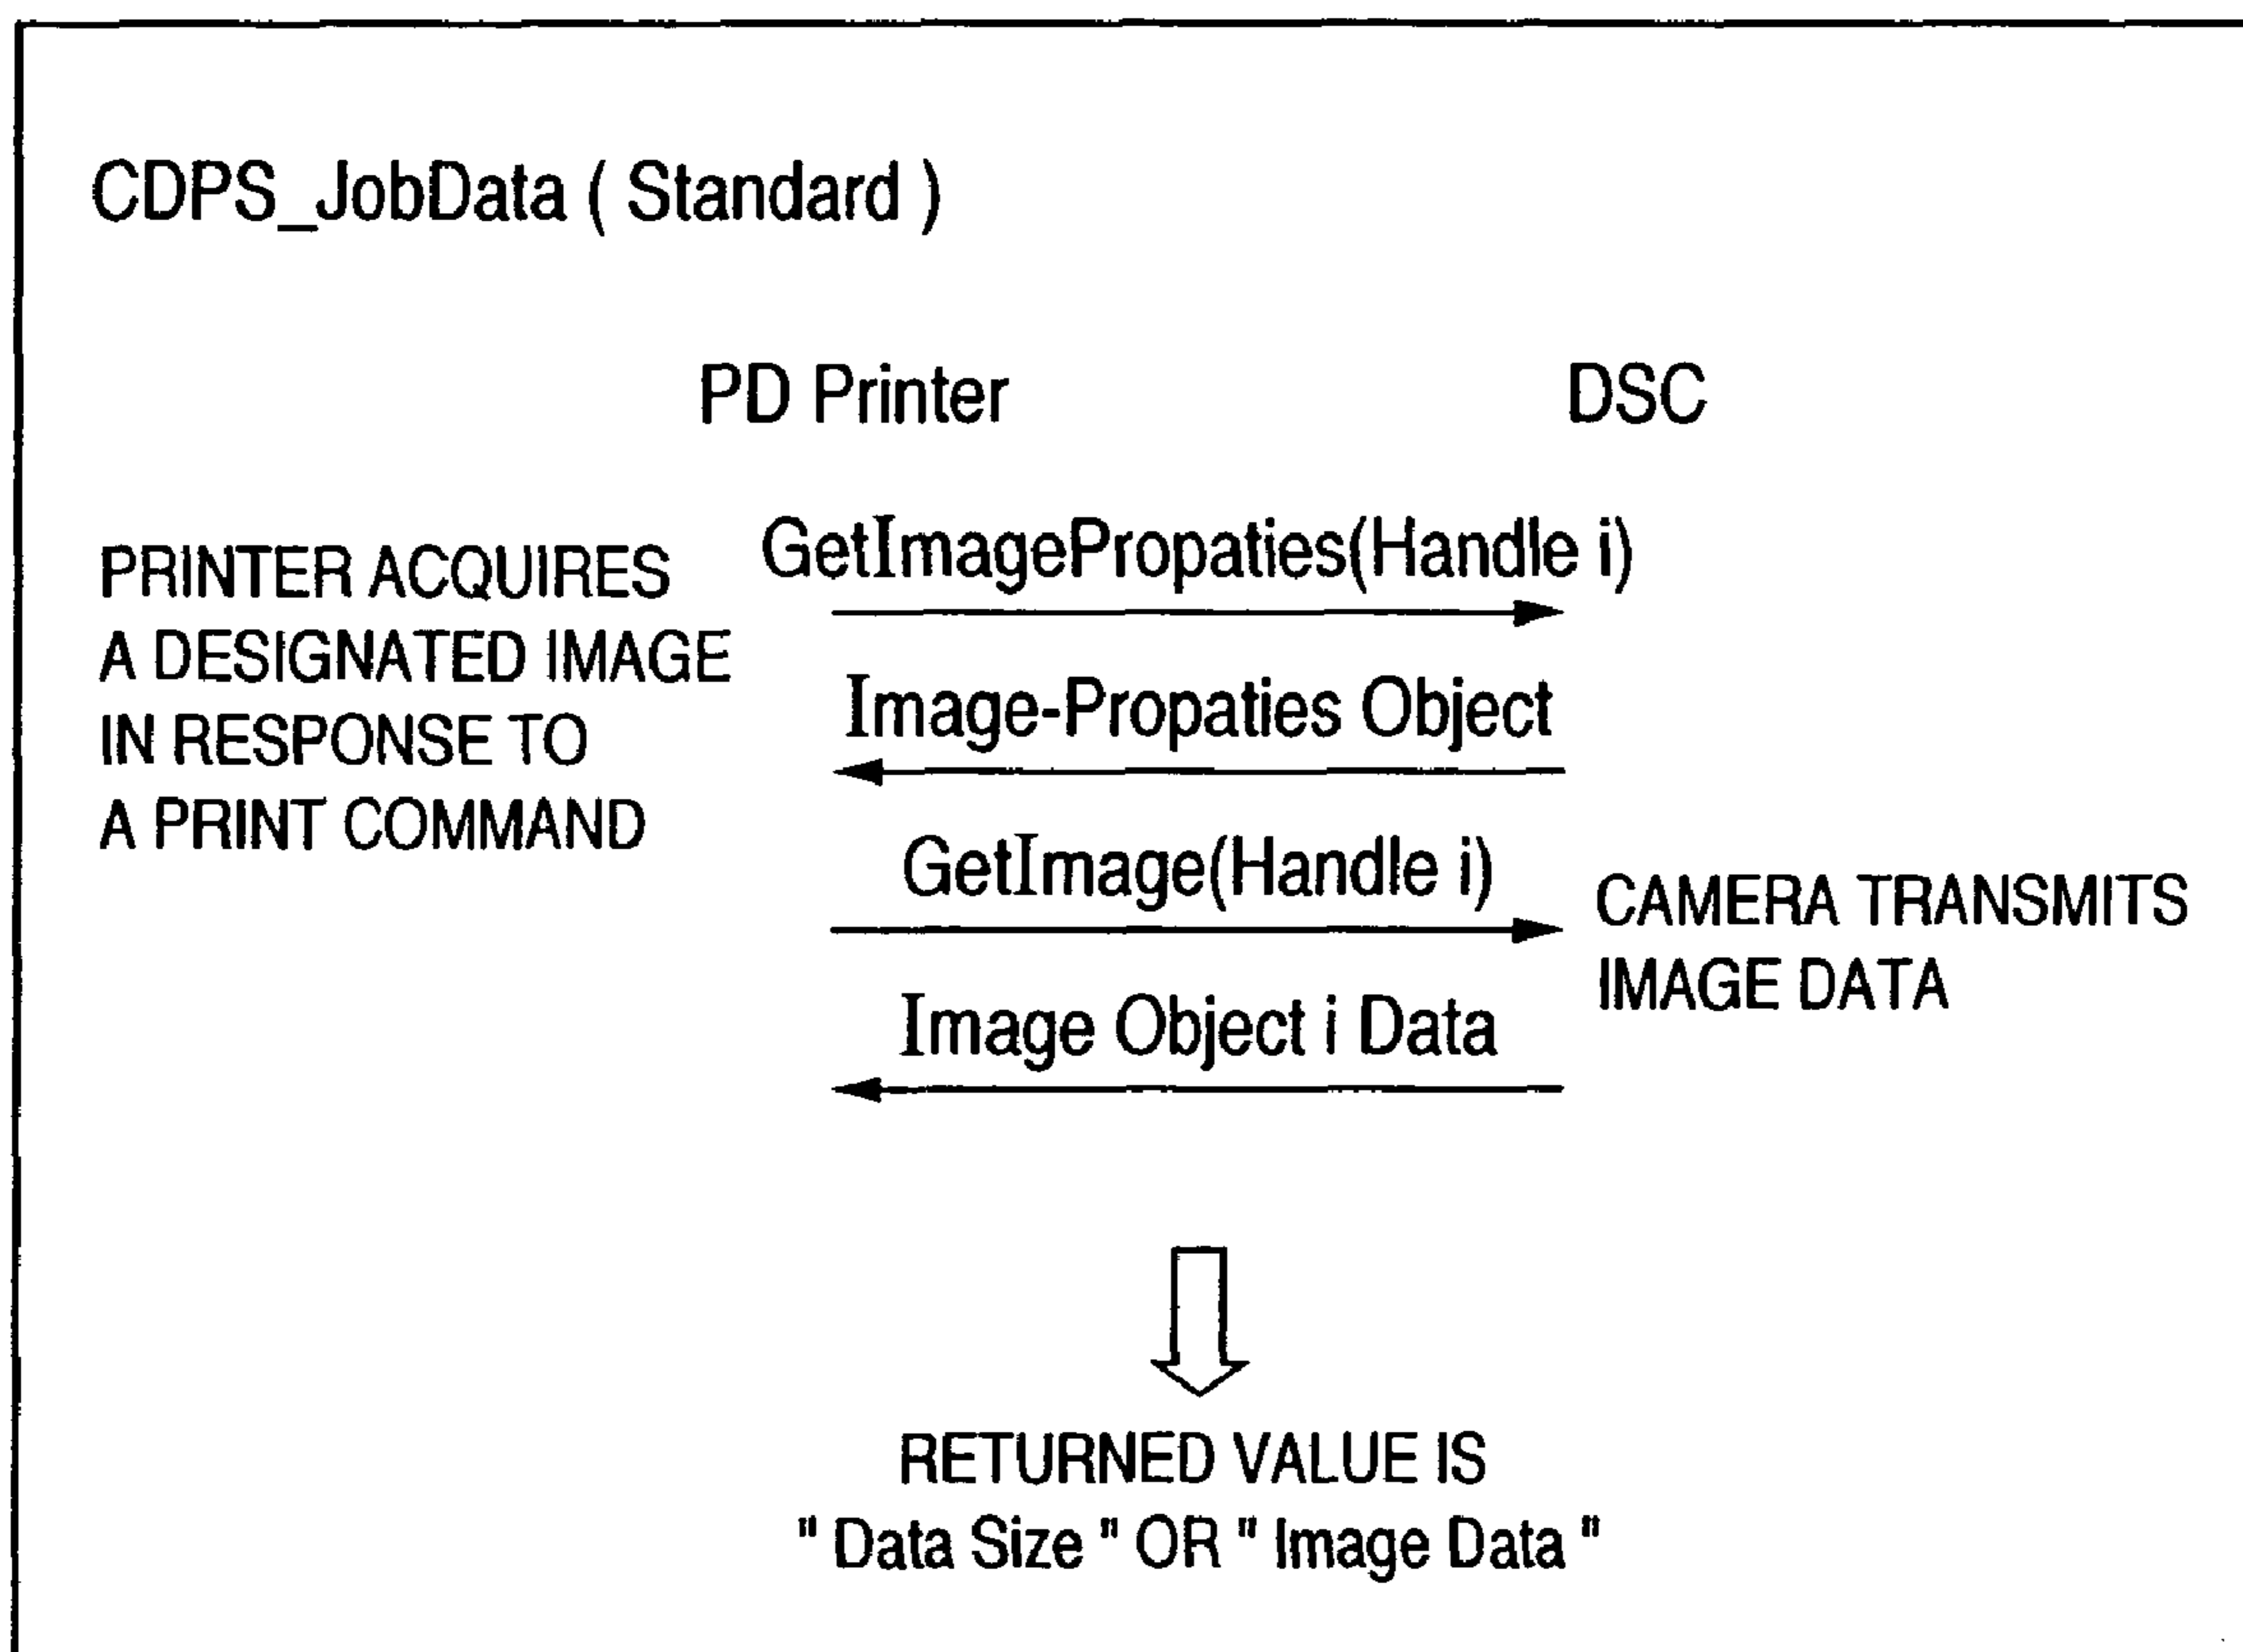 CDPS_JobData ( Standard )
PD Printer
DSC
PRINTER ACQUIRES
A DESIGNATED IMAGE
IN RESPONSE TO
A PRINT COMMAND
GetImagePropaties(Handle i)
Image-Propaties Object
GetImage(Handle i)
Image Object i Data
CAMERA TRANSMITS
IMAGE DATA
RETURNED VALUE IS
" Data Size " OR " Image Data "